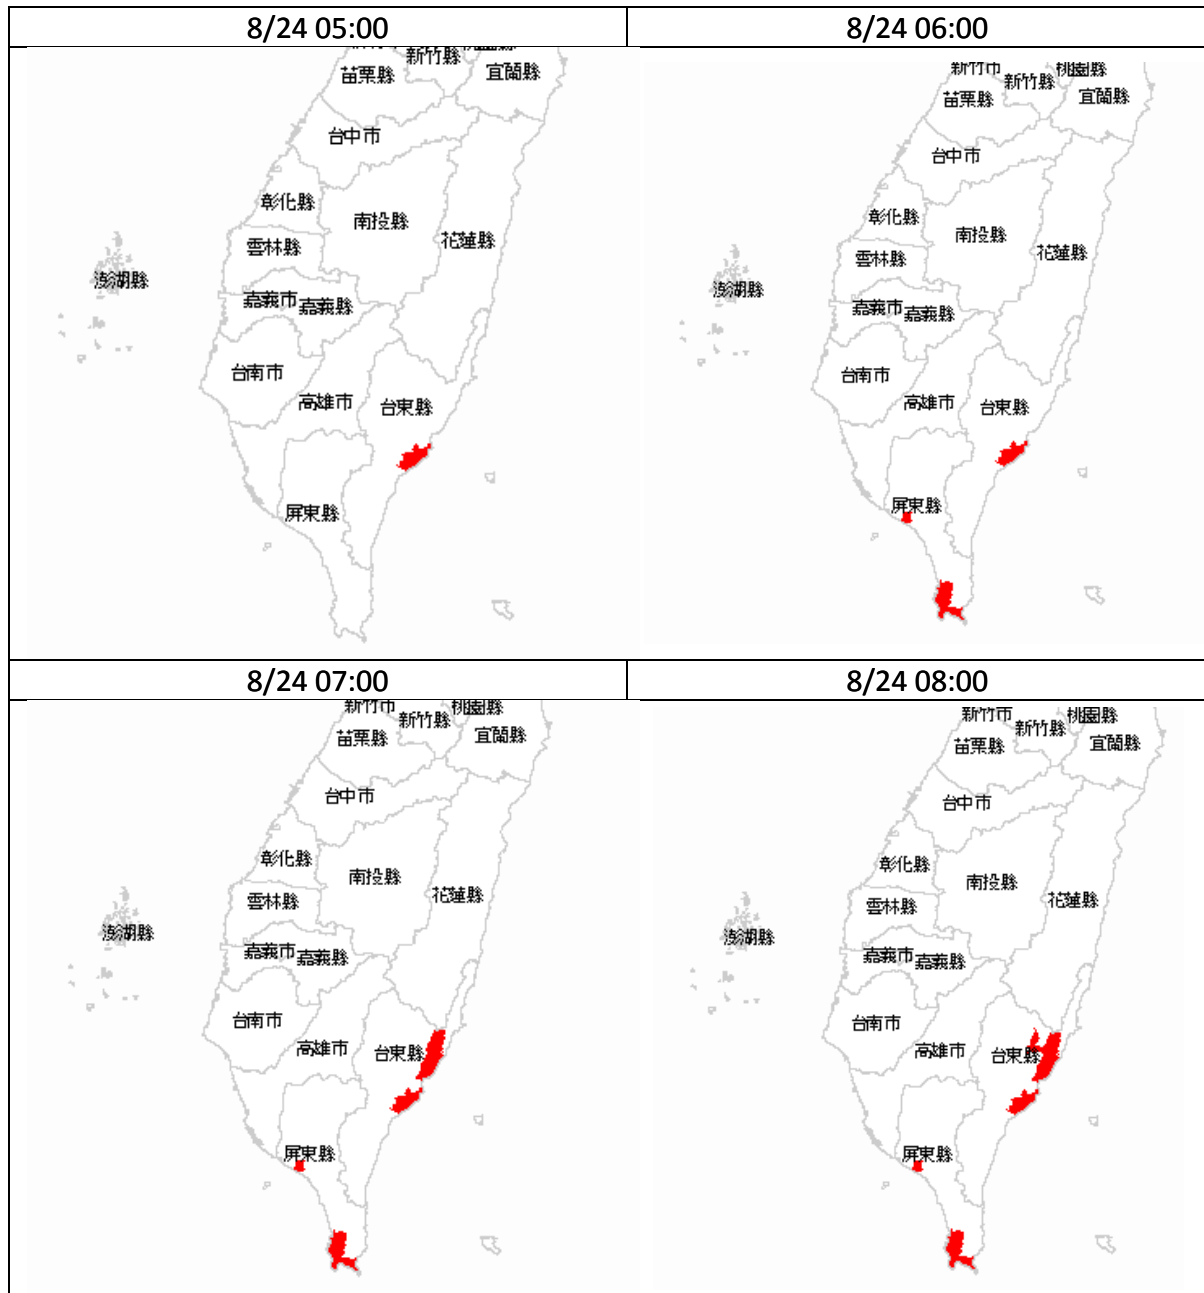 8/24 05:00
8/24 06:00
新竹縣
苗栗縣
宜蘭縣
台中市
彰化縣
南投縣
雲林縣
花蓮縣
澎湖縣
嘉義市
嘉義縣
台南市
高雄市
台東縣
屏東縣
新竹市
桃園縣
新竹縣
苗栗縣
宜蘭縣
台中市
彰化縣
南投縣
花蓮縣
雲林縣
澎湖縣
嘉義市
嘉義縣
台南市
高雄市
台東縣
屏東縣
8/24 07:00
8/24 08:00
新竹市
桃園縣
新竹縣
苗栗縣
宜蘭縣
台中市
彰化縣
南投縣
花蓮縣
雲林縣
澎湖縣
嘉義市
嘉義縣
台南市
高雄市
台東縣
屏東縣
新竹市
桃園縣
新竹縣
苗栗縣
宜蘭縣
台中市
彰化縣
南投縣
花蓮縣
雲林縣
澎湖縣
嘉義市
嘉義縣
台南市
高雄市
台東縣
屏東縣